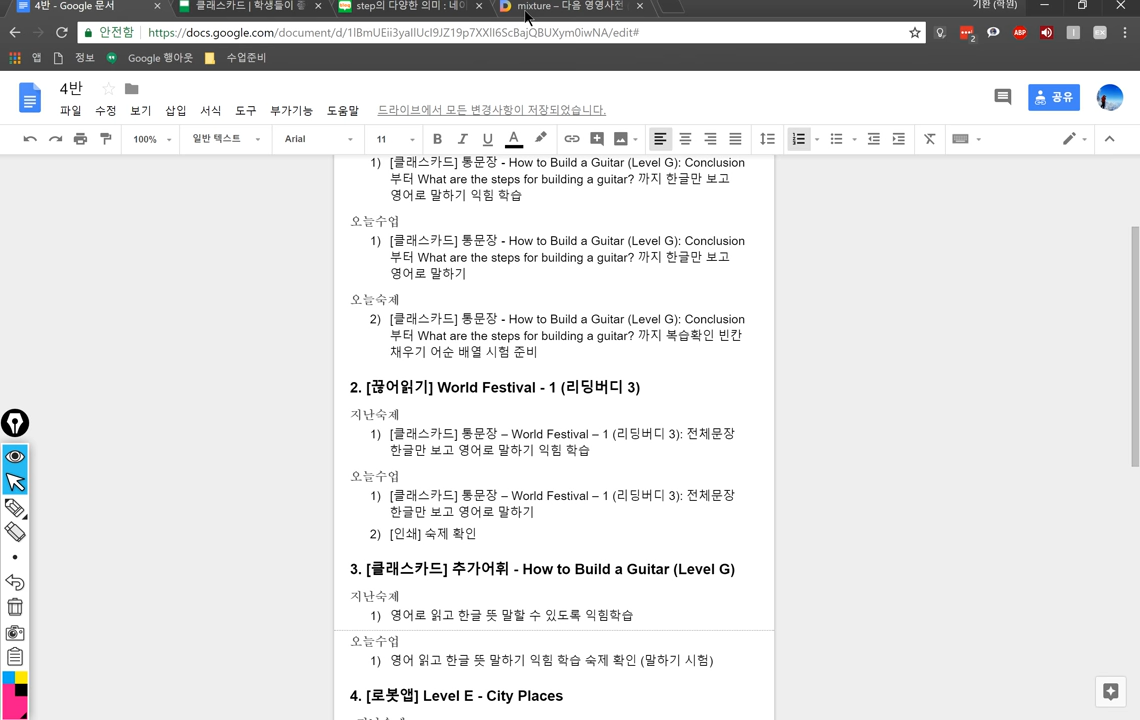 4반 - Google 문서
클래스카드 | 학생들이 좋
step의 다양한 의미 : 네이
mixture – 다음 영영사전
기환 (학원)
안전함
https://docs.google.com/document/d/1IBmUEii3yaIlUcI9JZ19p7XXII6ScBajQBUXym0iwNA/edit#
ABP
2
앱
정보
Google 행아웃
수업준비
4반
파일 수정 보기 삽입 서식 도구 부가기능 도움말 드라이브에서 모든 변경사항이 저장되었습니다.
공유
100% 일반 텍스트 Arial 11 B I U A
1) [클래스카드] 통문장 - How to Build a Guitar (Level G): Conclusion
부터 What are the steps for building a guitar? 까지 한글만 보고
영어로 말하기 익힘 학습
오늘수업
1) [클래스카드] 통문장 - How to Build a Guitar (Level G): Conclusion
부터 What are the steps for building a guitar? 까지 한글만 보고
영어로 말하기
오늘숙제
2) [클래스카드] 통문장 - How to Build a Guitar (Level G): Conclusion
부터 What are the steps for building a guitar? 까지 복습확인 빈칸
채우기 어순 배열 시험 준비
2. [끊어읽기] World Festival - 1 (리딩버디 3)
지난숙제
1) [클래스카드] 통문장 – World Festival – 1 (리딩버디 3): 전체문장
한글만 보고 영어로 말하기 익힘 학습
오늘수업
1) [클래스카드] 통문장 – World Festival – 1 (리딩버디 3): 전체문장
한글만 보고 영어로 말하기
2) [인쇄] 숙제 확인
3. [클래스카드] 추가어휘 - How to Build a Guitar (Level G)
지난숙제
1) 영어로 읽고 한글 뜻 말할 수 있도록 익힘학습
오늘수업
1) 영어 읽고 한글 뜻 말하기 익힘 학습 숙제 확인 (말하기 시험)
4. [로봇앱] Level E - City Places